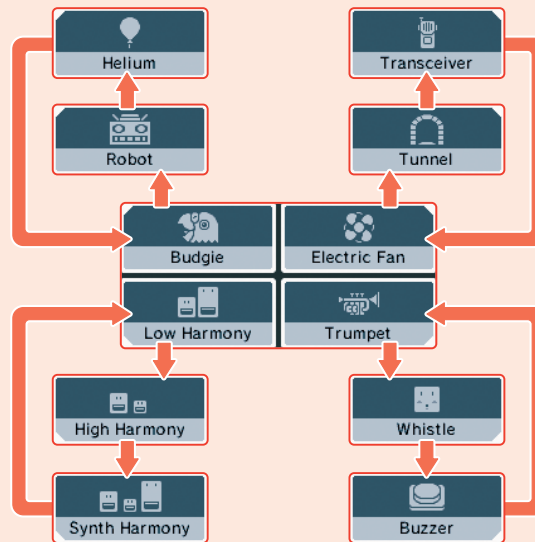 Helium
Transceiver
Robot
Tunnel
Budgie
Electric Fan
Low Harmony
Trumpet
High Harmony
Whistle
Synth Harmony
Buzzer